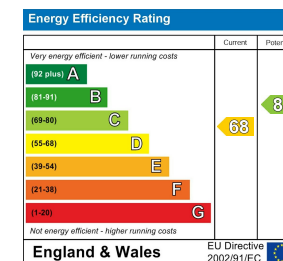 Energy Efficiency Rating
Current
Very energy efficient - lower running costs
(92 plus) A
(81-91) B
(69-80) C
(55-68) D
68
(39-54) E
(21-38) F
(1-20) G
Not energy efficient - higher running costs
England & Wales
EU Directive
2002/91/EC